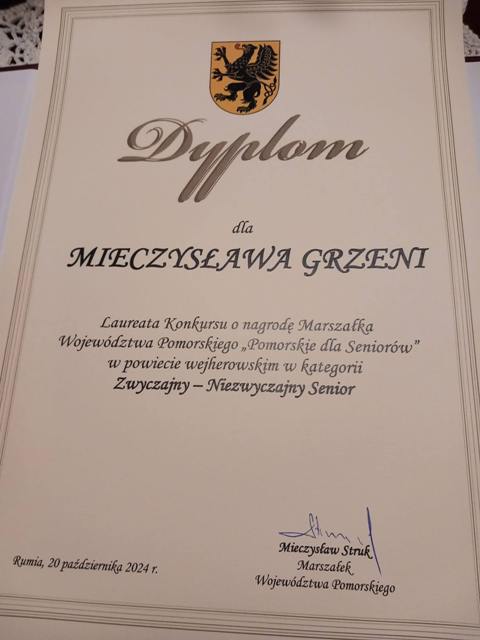 Dyplom
dla
MIECZYSŁAWA GRZENI
Laureata Konkursu o nagrodę Marszałka
Województwa Pomorskiego „Pomorskie dla Seniorów”
w powiecie wejherowskim w kategorii
Zwyczajny – Niezwyczajny Senior
Mieczysław Struk
Marszałek
Województwa Pomorskiego
Rumia, 20 października 2024 r.